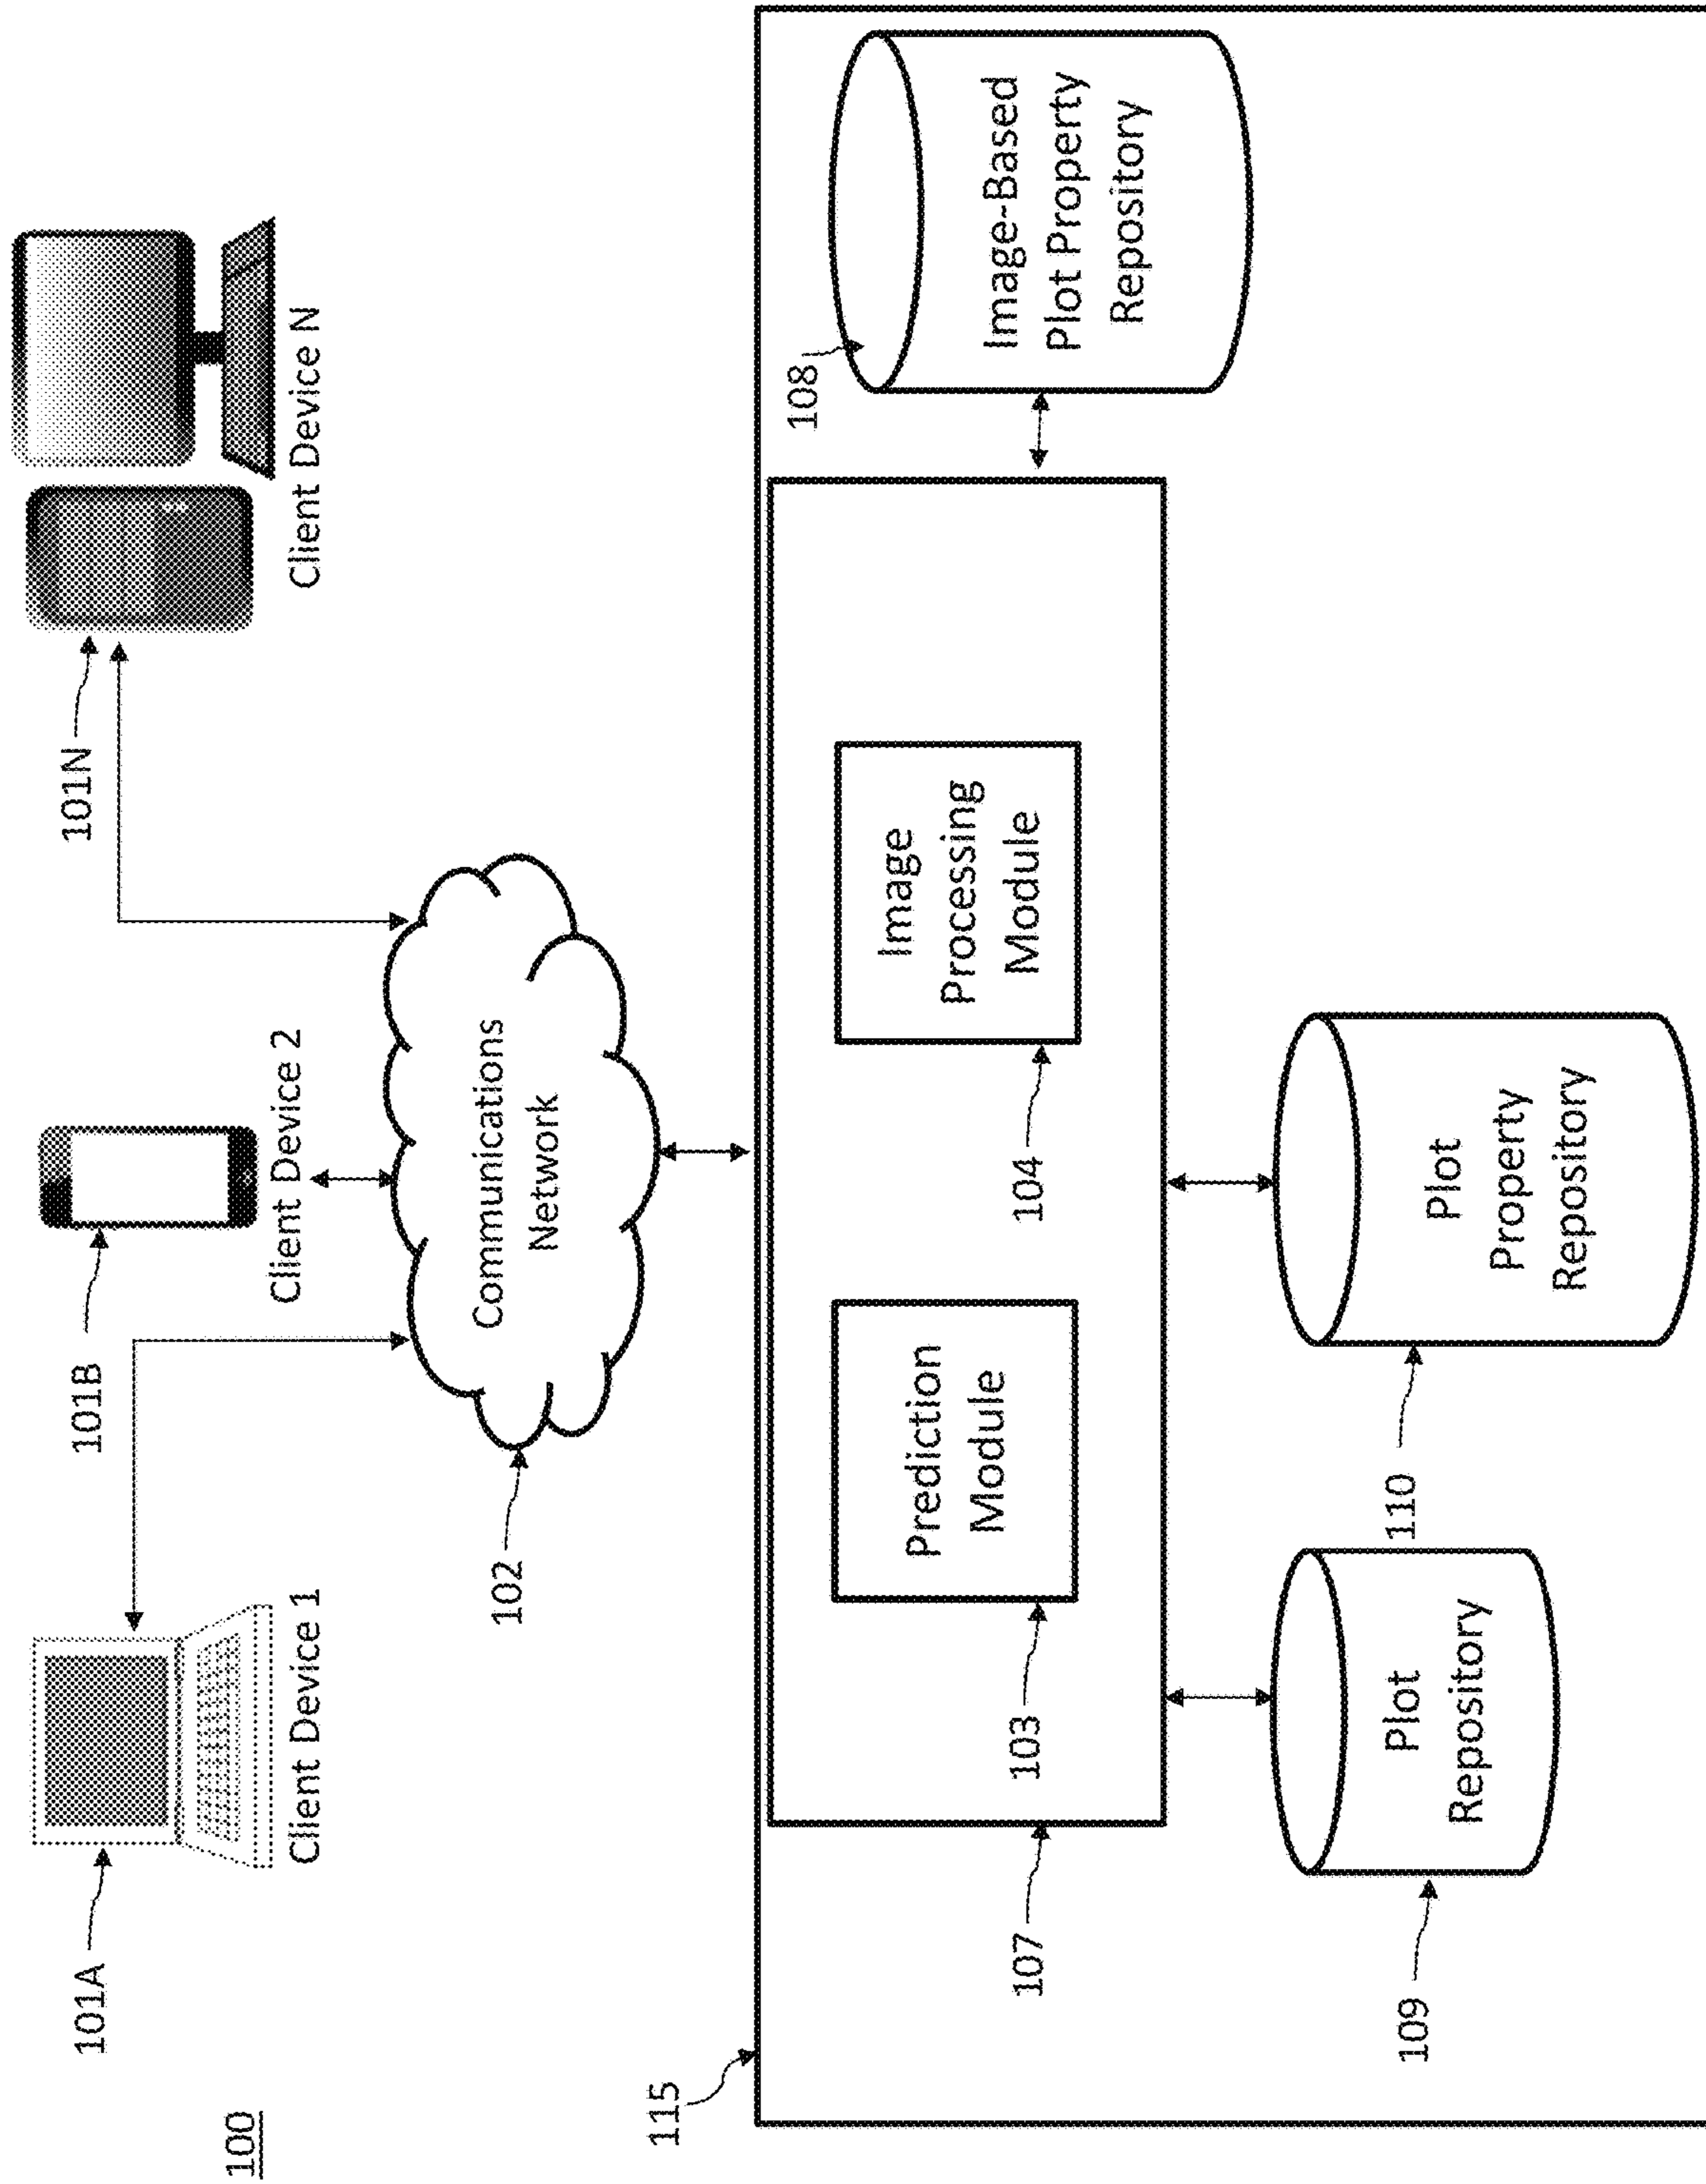 100
101A
Client Device 1
101B
Client Device 2
101N
Client Device N
102
Communications
Network
115
107
103
Prediction
Module
104
Image
Processing
Module
108
Image-Based
Plot Property
Repository
109
Plot
Repository
110
Plot
Property
Repository